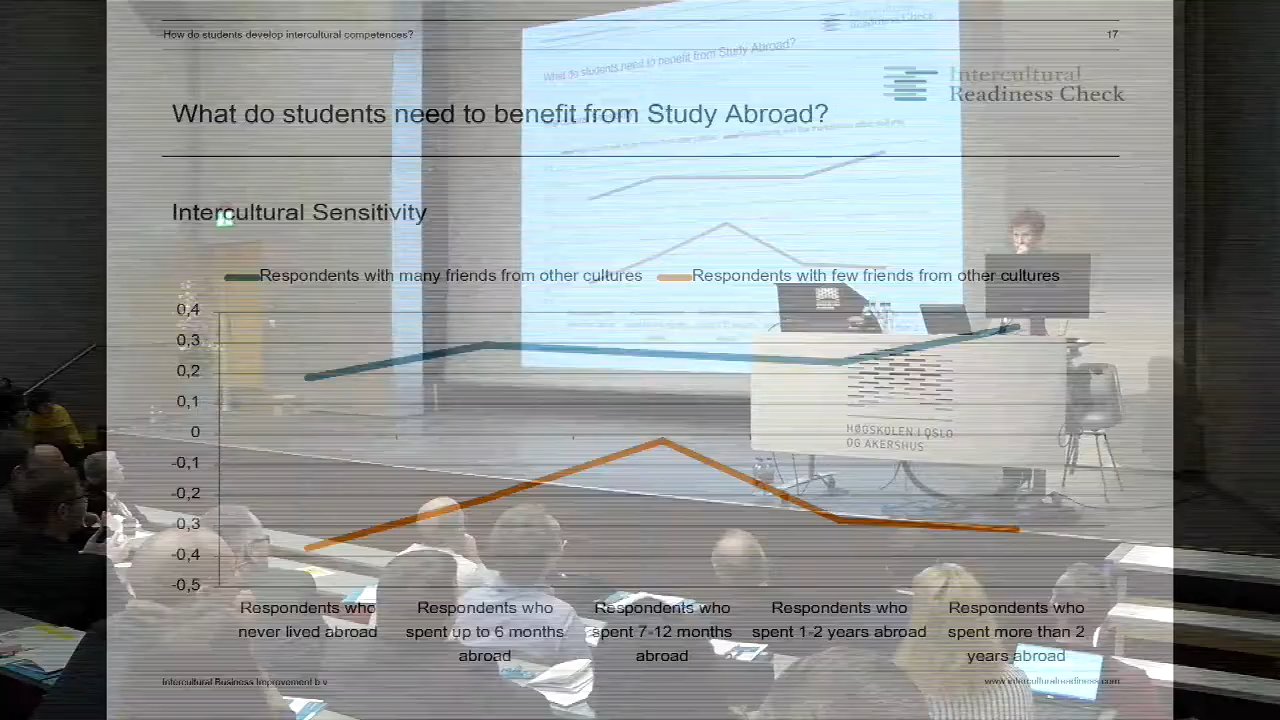 How do students develop intercultural competences?
17
Intercultural
Readiness Check
What do students need to benefit from Study Abroad?
Intercultural Sensitivity
Respondents with many friends from other cultures
Respondents with few friends from other cultures
0,4
0,3
0,2
0,1
0
-0,1
-0,2
-0,3
-0,4
-0,5
Respondents who
never lived abroad
Respondents who
spent up to 6 months
abroad
Respondents who
spent 7-12 months
abroad
Respondents who
spent 1-2 years abroad
Respondents who
spent more than 2
years abroad
Intercultural Business Improvement b.v.
www.interculturalreadiness.com
Intercultural
Readiness Check
What do students need to benefit from Study Abroad?
HØGSKOLEN I OSLO
OG AKERSHUS